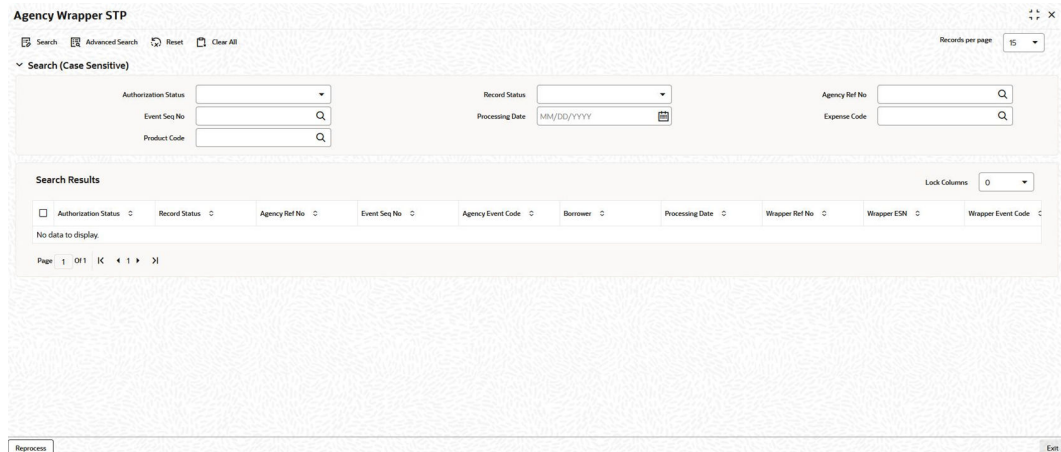 Agency Wrapper STP
Search Advanced Search Reset Clear All Records per page 15
Search (Case Sensitive)
Authorization Status Record Status Agency Ref No
Event Seq No Processing Date MM/DD/YYYY Expense Code
Product Code
Search Results Lock Columns 0
Authorization Status Record Status Agency Ref No Event Seq No Agency Event Code Borrower Processing Date Wrapper Ref No Wrapper ESN Wrapper Event Code
No data to display.
Page 1 Of 1 1
Reprocess Exit